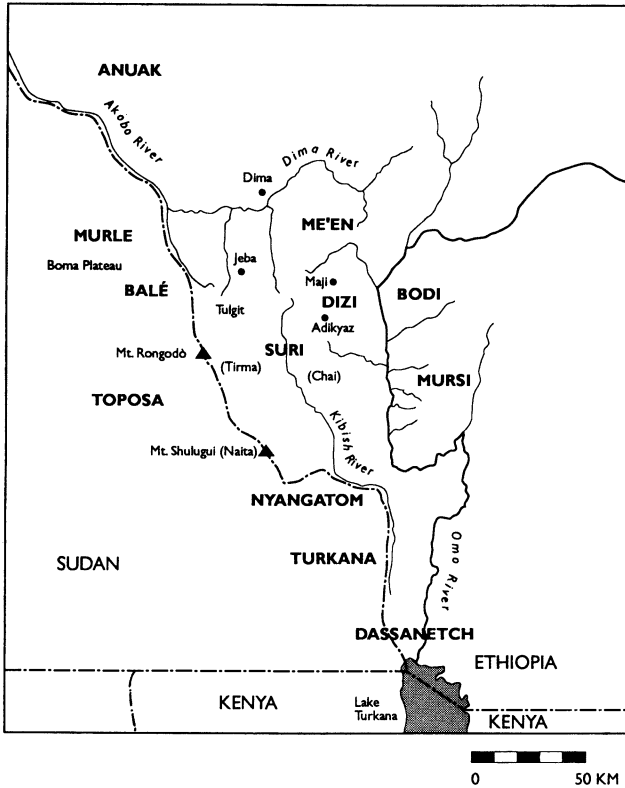 ANUAK
Akobo River
Dima River
Dima
ME'EN
MURLE
Boma Plateau
Jeba
Maji
BALÉ
DIZI
BODI
Tulgit
Adikyaz
SURI
Mt. Rongodò
(Tirma)
(Chai)
MURSI
TOPOSA
Kibish River
Mt. Shulugui (Naita)
NYANGATOM
TURKANA
SUDAN
Omo River
DASSANETCH
ETHIOPIA
KENYA
Lake
Turkana
KENYA
0 50 KM